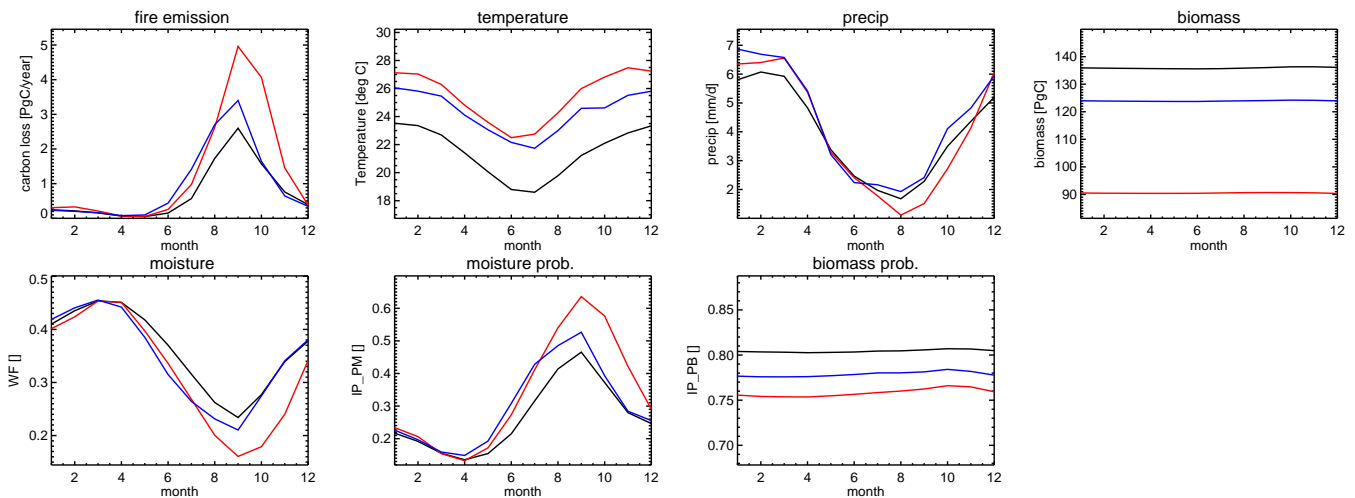 fire emission
carbon loss [PgC/year]
5
4
3
2
1
0
2 4 6 8 10 12
month
temperature
Temperature [deg C]
30
28
26
24
22
20
18
2 4 6 8 10 12
month
precip
precip [mm/d]
7
6
5
4
3
2
2 4 6 8 10 12
month
biomass
biomass [PgC]
140
130
120
110
100
90
2 4 6 8 10 12
month
moisture
WF []
0.5
0.4
0.3
0.2
2 4 6 8 10 12
month
moisture prob.
IP_PM []
0.6
0.5
0.4
0.3
0.2
2 4 6 8 10 12
month
biomass prob.
IP_PB []
0.85
0.80
0.75
0.70
2 4 6 8 10 12
month